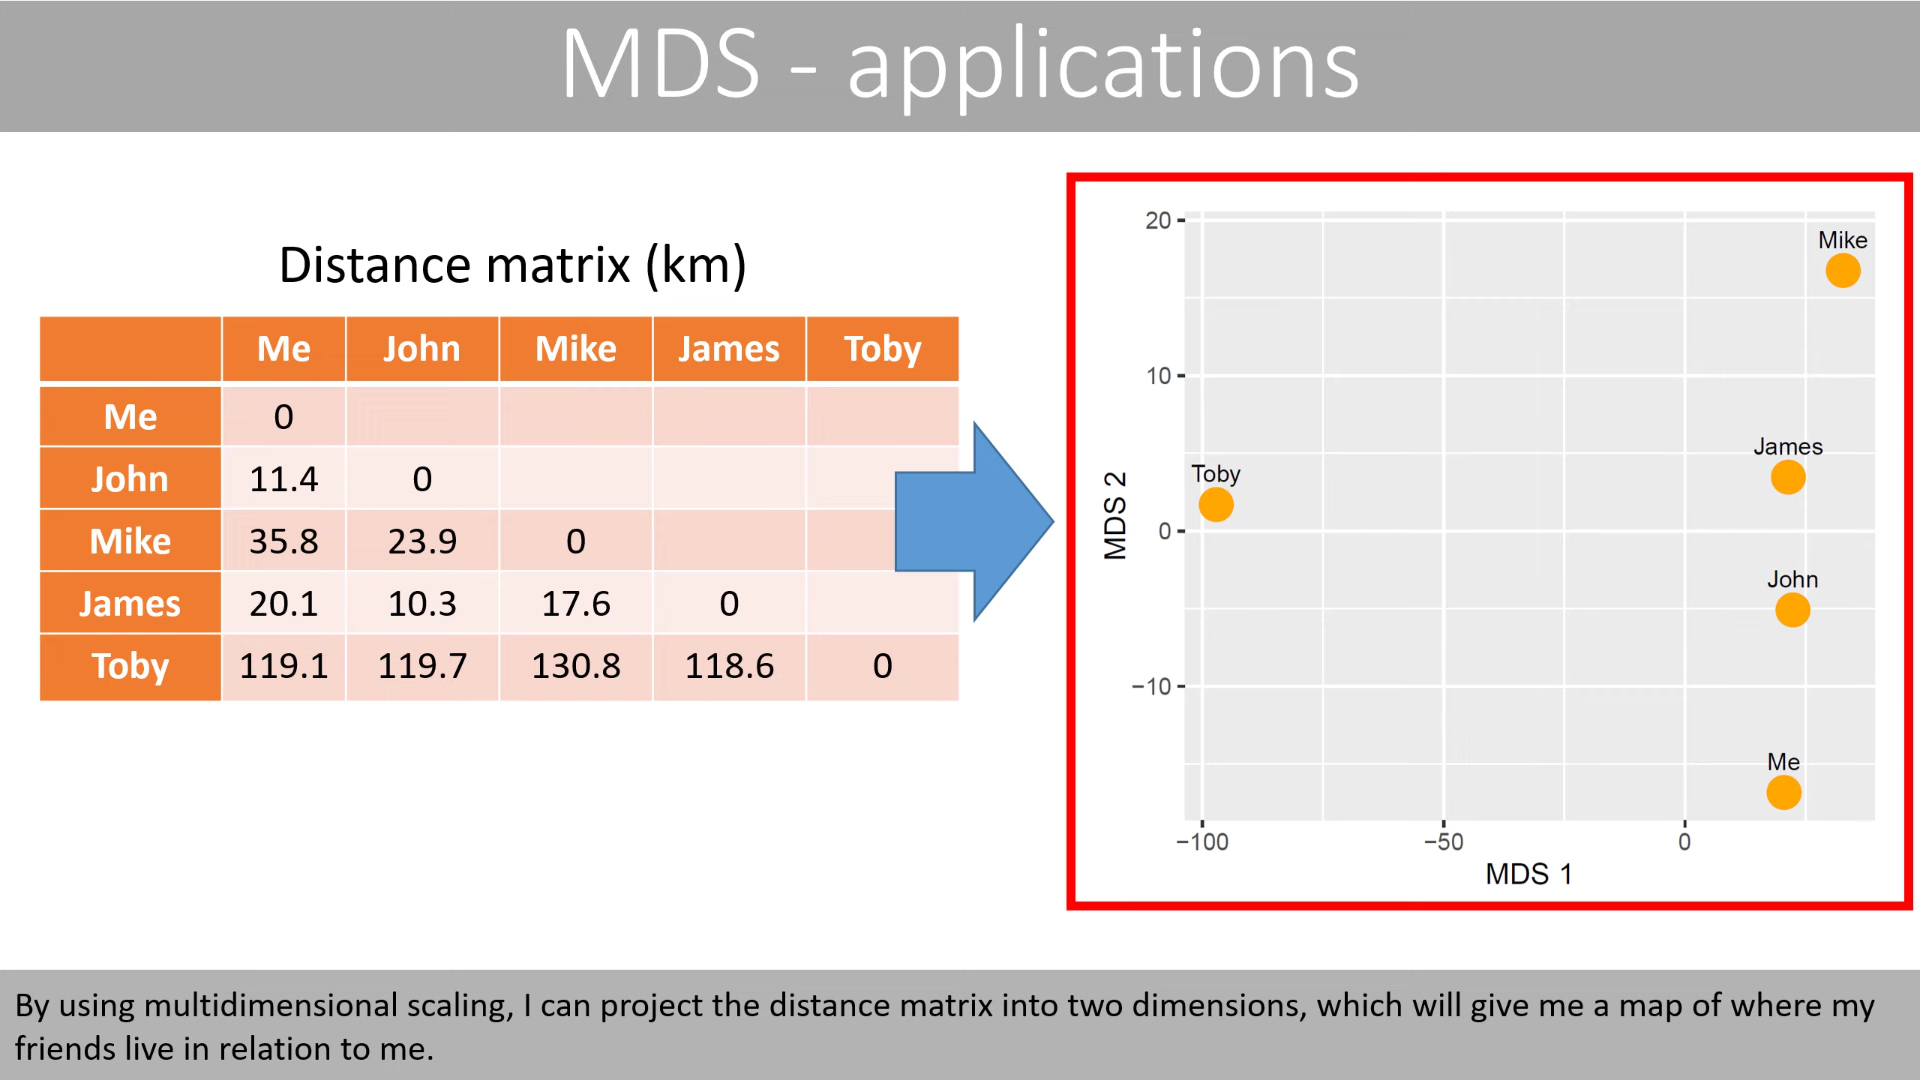 MDS - applications
Distance matrix (km)
Me John Mike James Toby
Me 0
John 11.4 0
Mike 35.8 23.9 0
James 20.1 10.3 17.6 0
Toby 119.1 119.7 130.8 118.6 0
20
10
0
−10
MDS 2
Mike
James
Toby
John
Me
−100 −50 0
MDS 1
By using multidimensional scaling, I can project the distance matrix into two dimensions, which will give me a map of where my
friends live in relation to me.